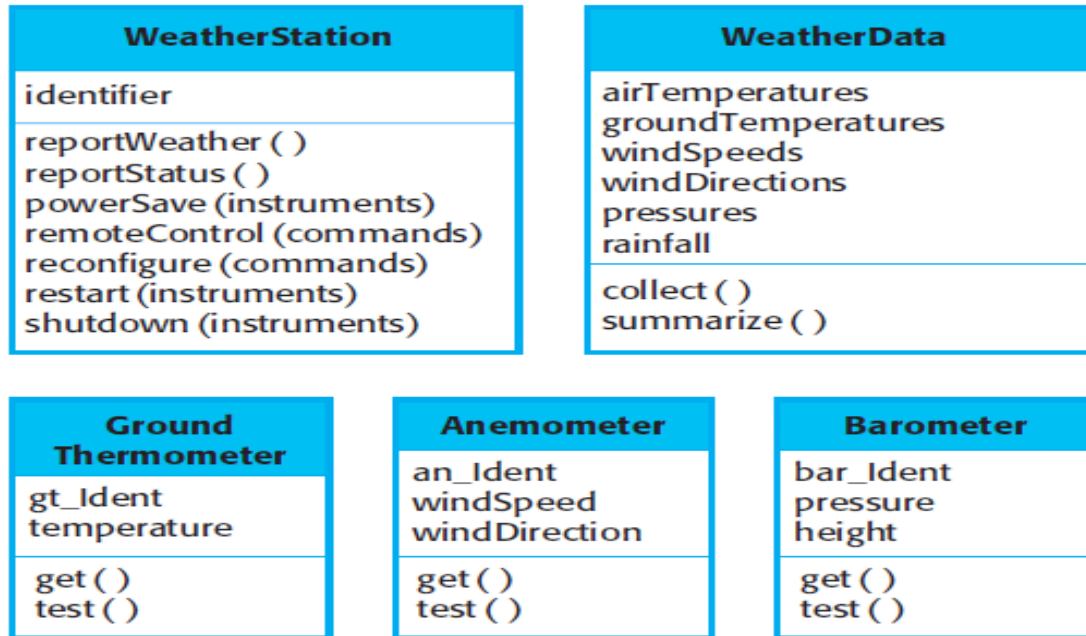 WeatherStation
identifier
reportWeather ( )
reportStatus ( )
powerSave (instruments)
remoteControl (commands)
reconfigure (commands)
restart (instruments)
shutdown (instruments)
WeatherData
airTemperatures
groundTemperatures
windSpeeds
windDirections
pressures
rainfall
collect ( )
summarize ( )
Ground
Thermometer
gt_Ident
temperature
get ( )
test ( )
Anemometer
an_Ident
windSpeed
windDirection
get ( )
test ( )
Barometer
bar_Ident
pressure
height
get ( )
test ( )